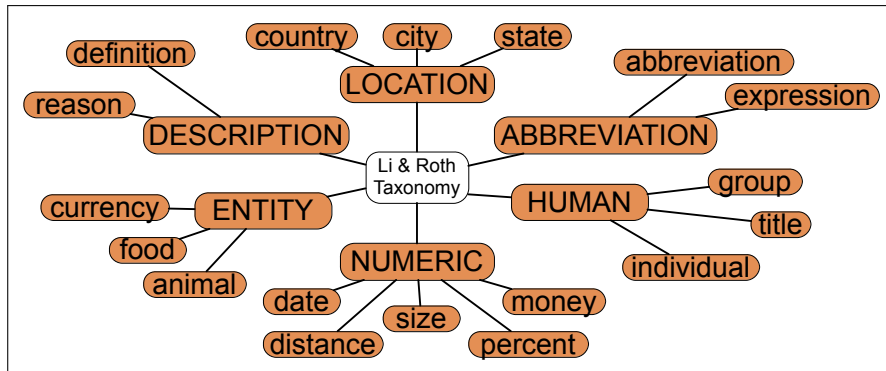 country
city
state
definition
abbreviation
LOCATION
expression
reason
DESCRIPTION
ABBREVIATION
Li & Roth
Taxonomy
group
currency
ENTITY
HUMAN
title
food
NUMERIC
individual
animal
date
size
money
distance
percent